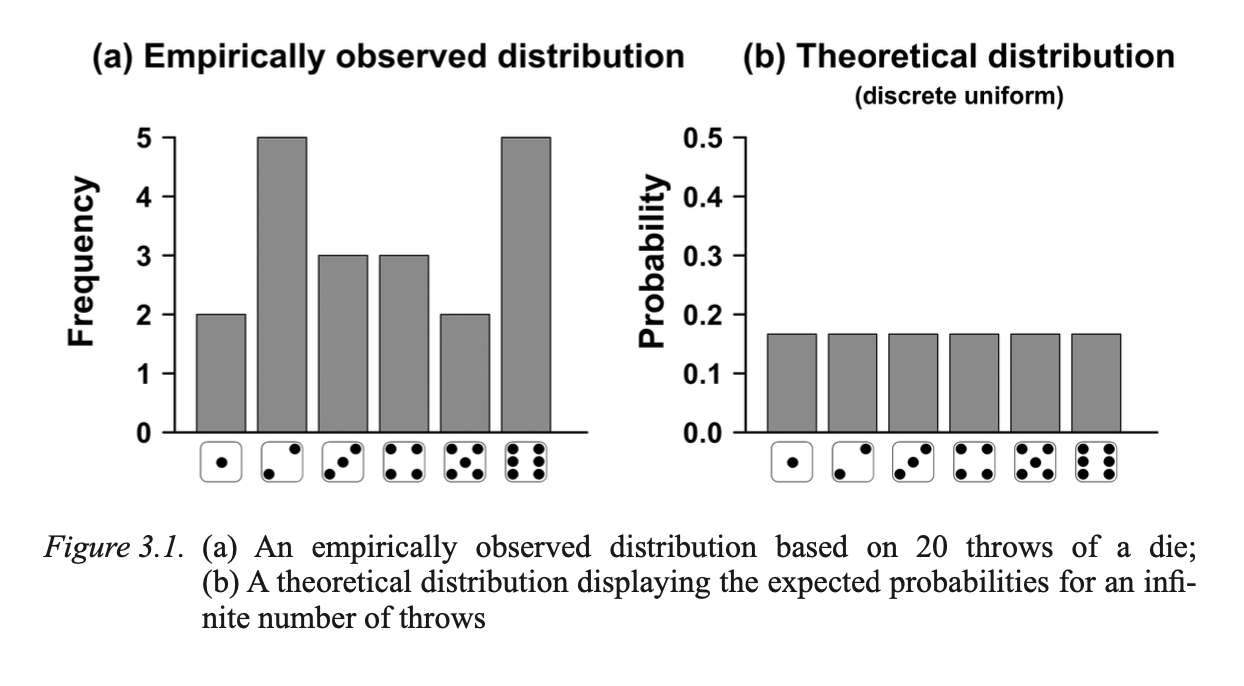 (a) Empirically observed distribution
Frequency
5
4
3
2
1
0
(b) Theoretical distribution
(discrete uniform)
Probability
0.5
0.4
0.3
0.2
0.1
0.0
Figure 3.1. (a) An empirically observed distribution based on 20 throws of a die;
(b) A theoretical distribution displaying the expected probabilities for an infi-
nite number of throws